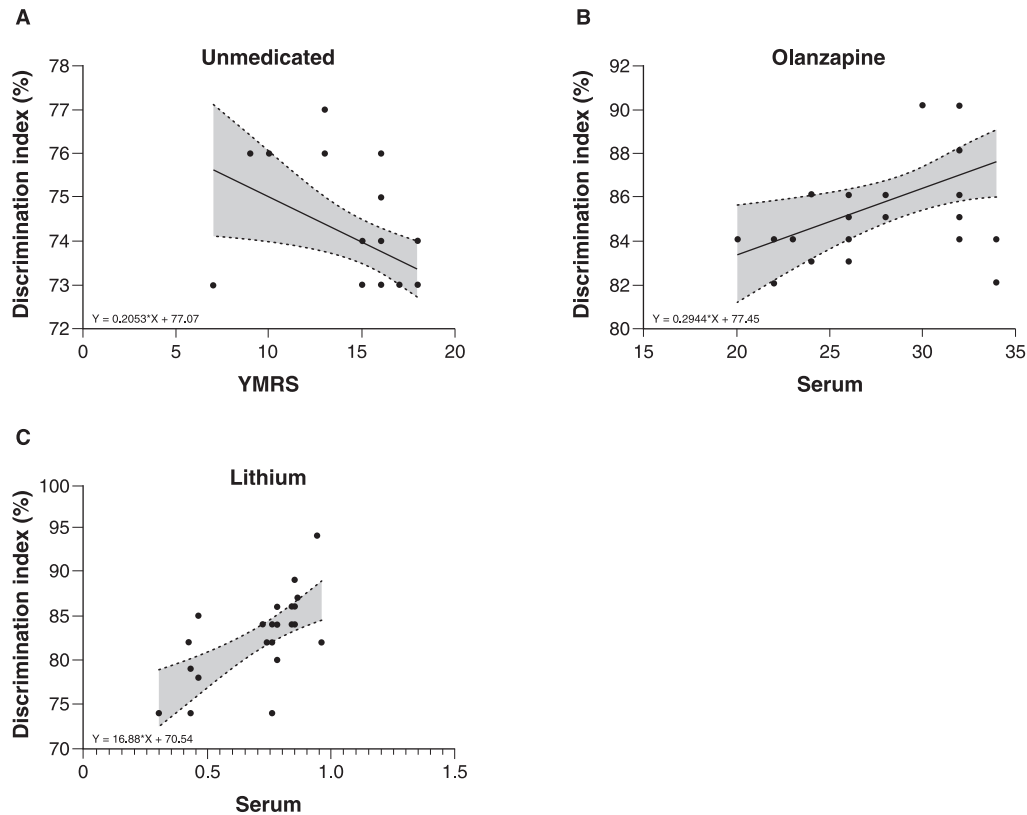 A
Unmedicated
Discrimination index (%)
78
77
76
75
74
73
72
Y = 0.2053*X + 77.07
0 5 10 15 20
YMRS
B
Olanzapine
Discrimination index (%)
92
90
88
86
84
82
80
Y = 0.2944*X + 77.45
15 20 25 30 35
Serum
C
Lithium
Discrimination index (%)
100
95
90
85
80
75
70
Y = 16.88*X + 70.54
0 0.5 1.0 1.5
Serum